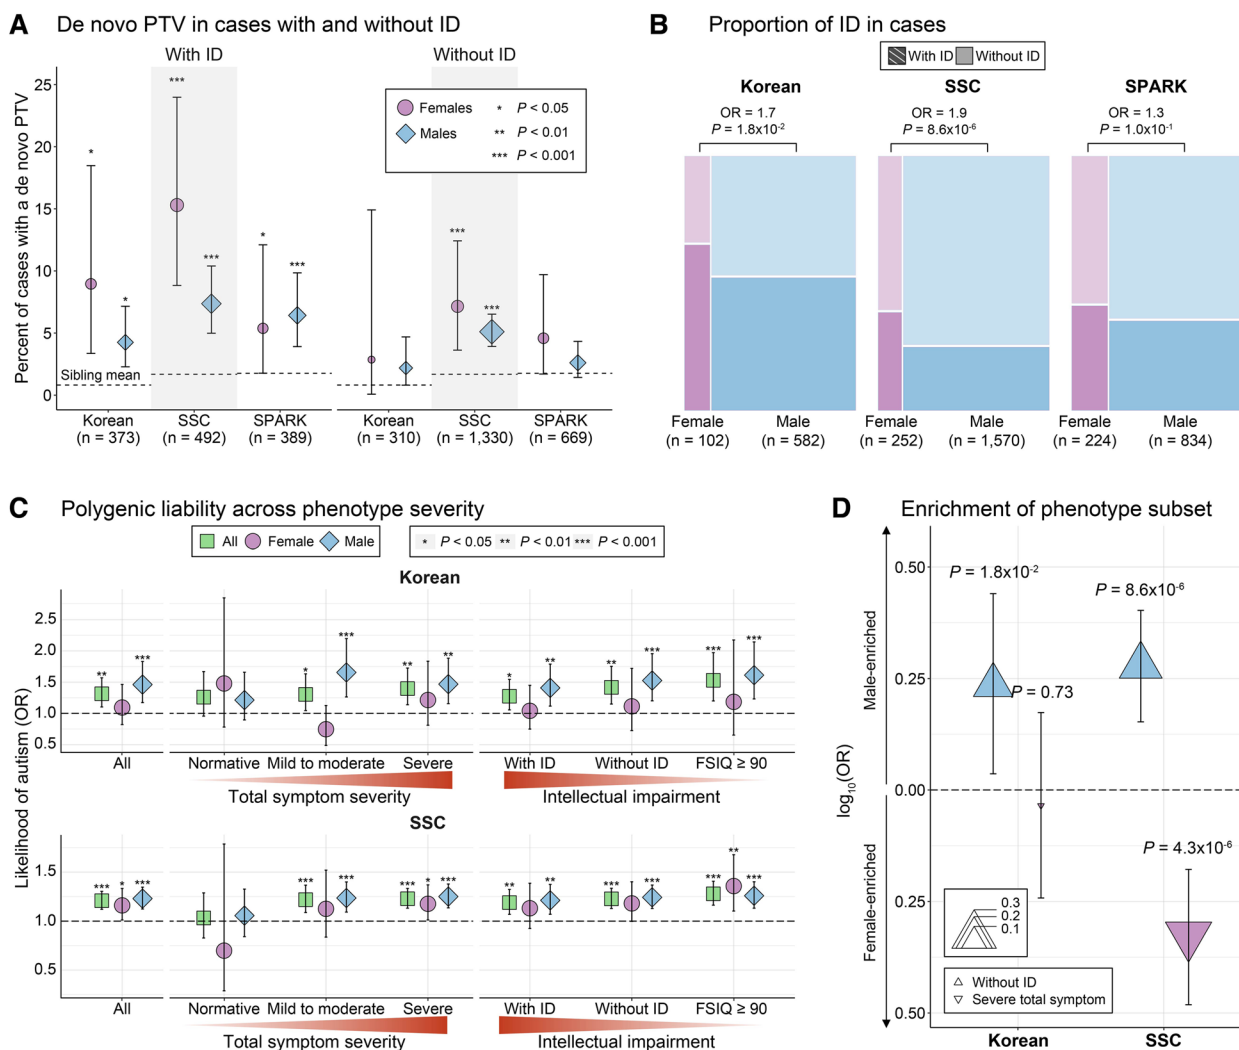 A De novo PTV in cases with and without ID
With ID
Without ID
Percent of cases with a de novo PTV
25
20
15
10
5
0
Females
Males
* P < 0.05
** P < 0.01
*** P < 0.001
*
*
***
***
*
***
***
***
Sibling mean
Korean
(n = 373)
SSC
(n = 492)
SPARK
(n = 389)
Korean
(n = 310)
SSC
(n = 1,330)
SPARK
(n = 669)
B Proportion of ID in cases
With ID Without ID
Korean
OR = 1.7
P = 1.8x10-2
SSC
OR = 1.9
P = 8.6x10-6
SPARK
OR = 1.3
P = 1.0x10-1
Female
(n = 102)
Male
(n = 582)
Female
(n = 252)
Male
(n = 1,570)
Female
(n = 224)
Male
(n = 834)
C Polygenic liability across phenotype severity
All Female Male
* P < 0.05 ** P < 0.01 *** P < 0.001
Likelihood of autism (OR)
Korean
2.5
2.0
1.5
1.0
0.5
** ***
* ***
** **
* **
** ***
*** ***
All
Normative Mild to moderate Severe
Total symptom severity
With ID Without ID FSIQ ≥ 90
Intellectual impairment
SSC
1.5
1.0
0.5
*** * ***
*** ***
*** * ***
** **
*** ***
*** ** ***
All
Normative Mild to moderate Severe
Total symptom severity
With ID Without ID FSIQ ≥ 90
Intellectual impairment
D Enrichment of phenotype subset
Male-enriched
Female-enriched
log10(OR)
0.50
0.25
0.00
0.25
0.50
P = 1.8x10-2
P = 8.6x10-6
P = 0.73
P = 4.3x10-6
0.3
0.2
0.1
Without ID
Severe total symptom
Korean
SSC